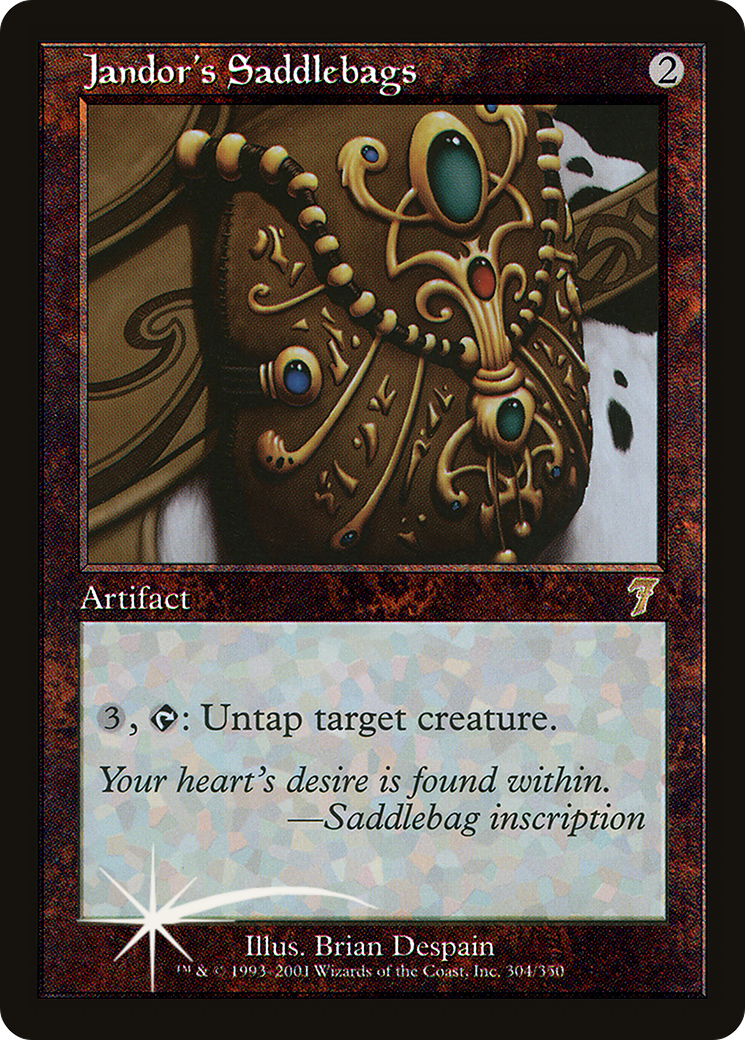 Jandor's Saddlebags 2
Artifact 7
3, : Untap target creature.
Your heart's desire is found within.
—Saddlebag inscription
Illus. Brian Despain
™ & © 1993-2001 Wizards of the Coast, Inc. 304/350